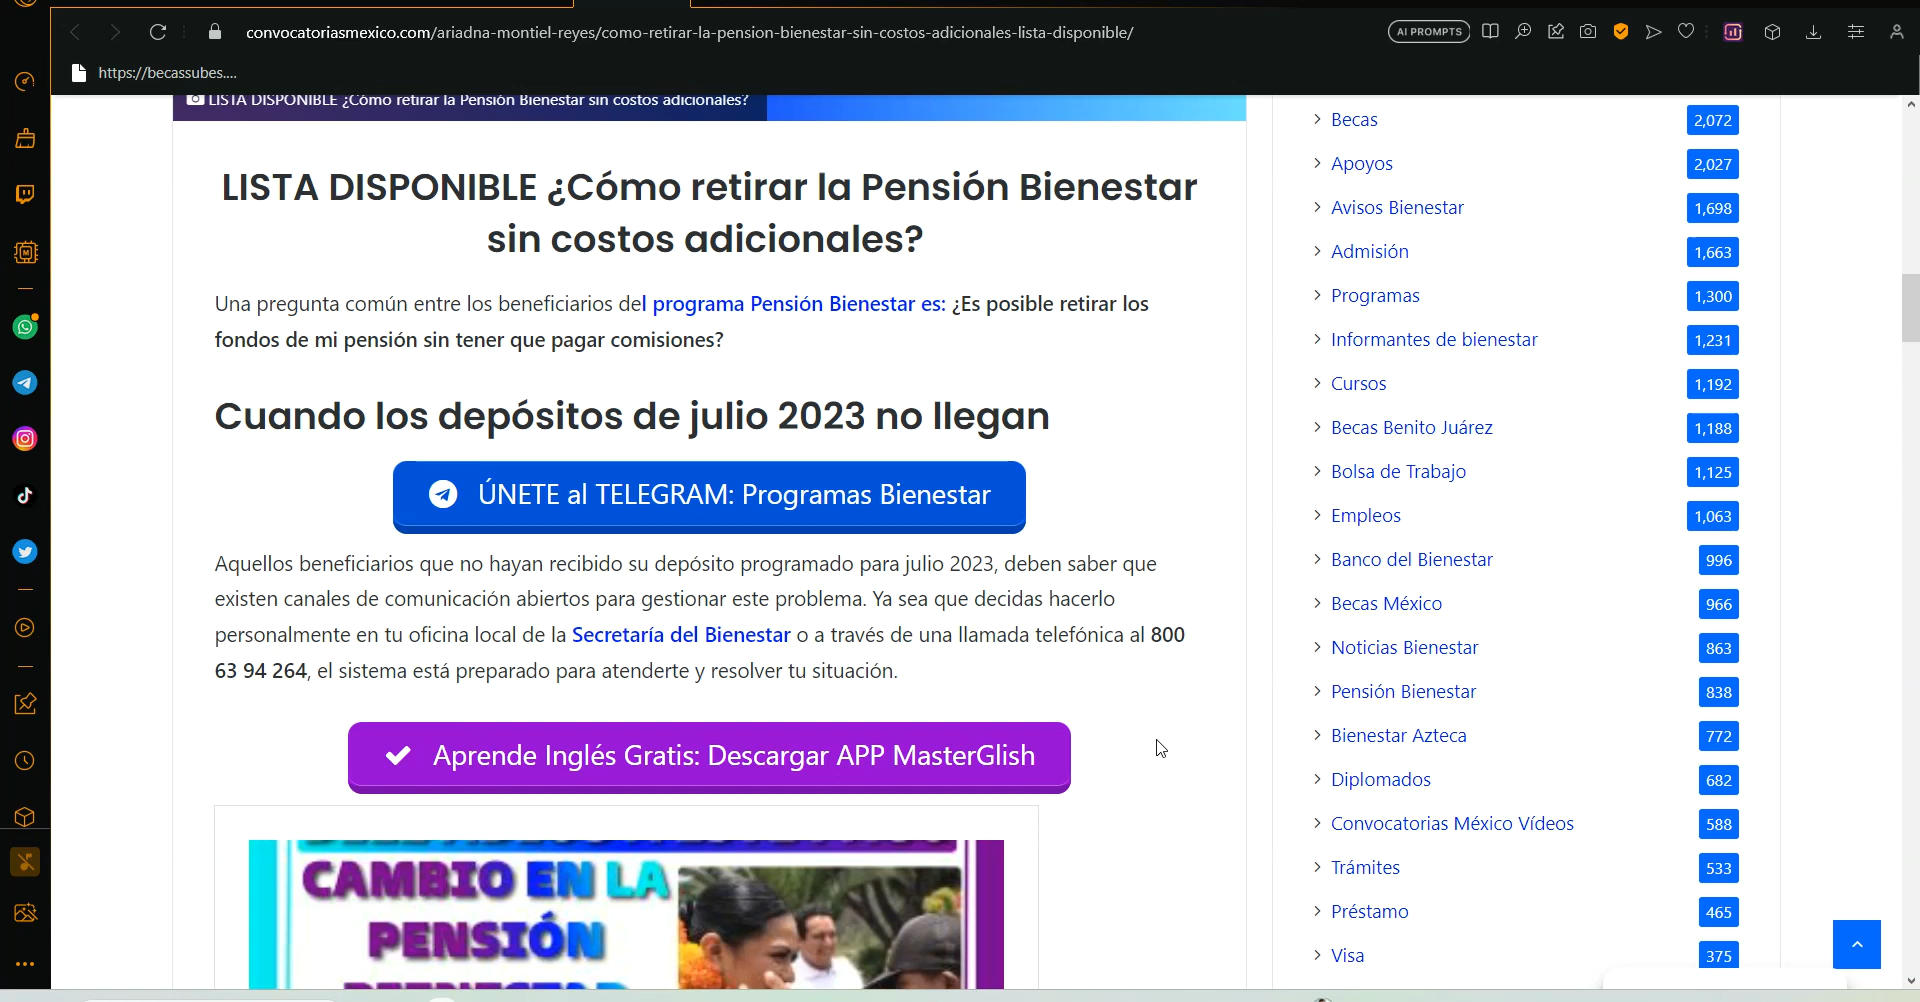 convocatoriasmexico.com/ariadna-montiel-reyes/como-retirar-la-pension-bienestar-sin-costos-adicionales-lista-disponible/
AI PROMPTS
https://becassubes....
LISTA DISPONIBLE ¿Cómo retirar la Pensión Bienestar sin costos adicionales?
LISTA DISPONIBLE ¿Cómo retirar la Pensión Bienestar
sin costos adicionales?
Una pregunta común entre los beneficiarios del programa Pensión Bienestar es: ¿Es posible retirar los
fondos de mi pensión sin tener que pagar comisiones?
Cuando los depósitos de julio 2023 no llegan
ÚNETE al TELEGRAM: Programas Bienestar
Aquellos beneficiarios que no hayan recibido su depósito programado para julio 2023, deben saber que
existen canales de comunicación abiertos para gestionar este problema. Ya sea que decidas hacerlo
personalmente en tu oficina local de la Secretaría del Bienestar o a través de una llamada telefónica al 800
63 94 264, el sistema está preparado para atenderte y resolver tu situación.
Aprende Inglés Gratis: Descargar APP MasterGlish
CAMBIO EN LA
PENSIÓN
Becas 2,072
Apoyos 2,027
Avisos Bienestar 1,698
Admisión 1,663
Programas 1,300
Informantes de bienestar 1,231
Cursos 1,192
Becas Benito Juárez 1,188
Bolsa de Trabajo 1,125
Empleos 1,063
Banco del Bienestar 996
Becas México 966
Noticias Bienestar 863
Pensión Bienestar 838
Bienestar Azteca 772
Diplomados 682
Convocatorias México Vídeos 588
Trámites 533
Préstamo 465
Visa 375